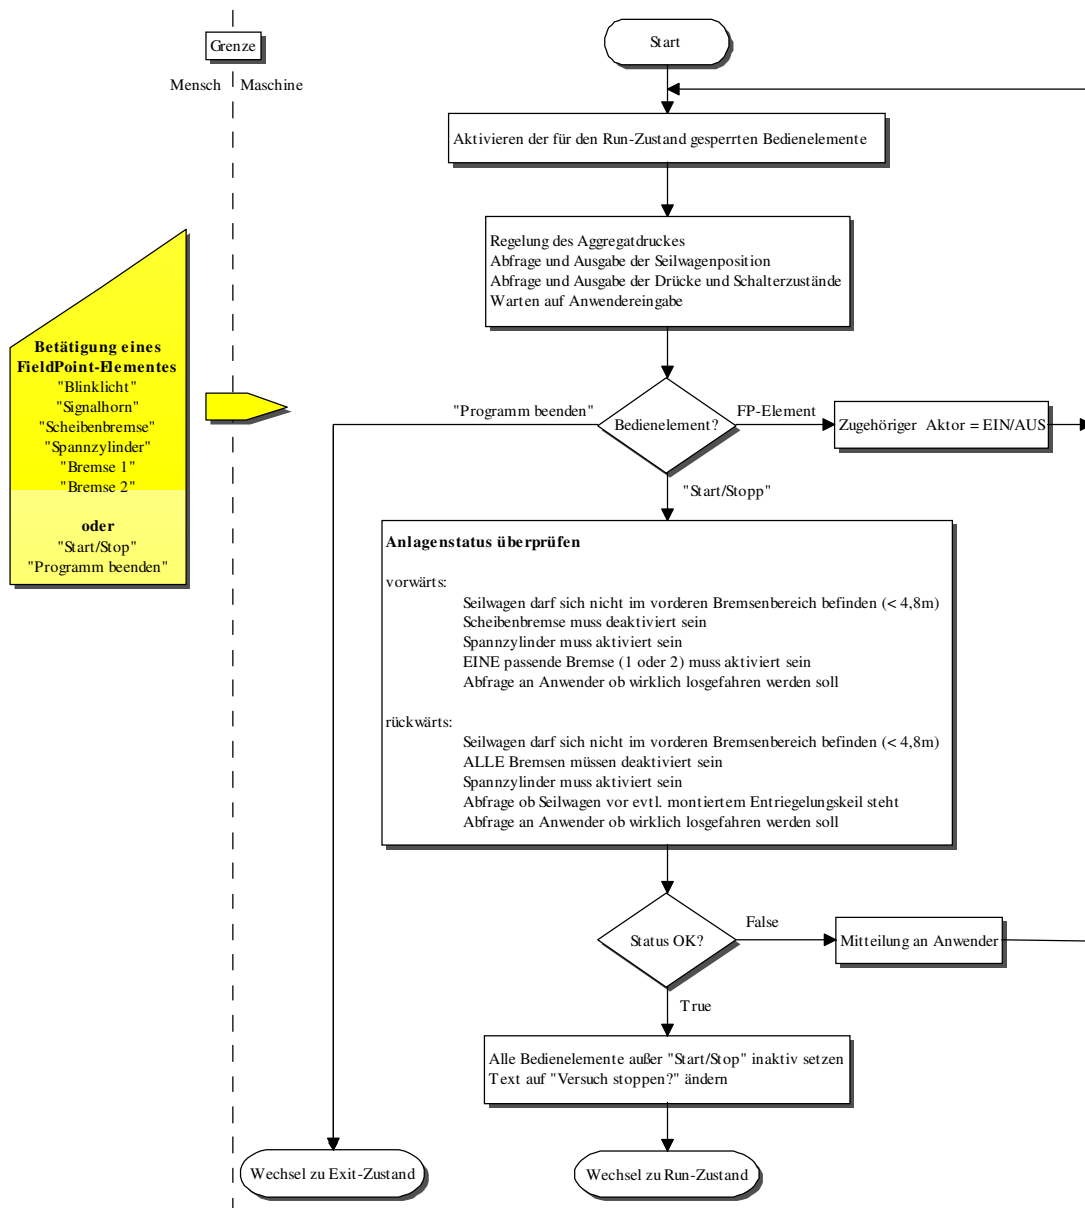 Grenze
Mensch
Maschine
Start
Aktivieren der für den Run-Zustand gesperrten Bedienelemente
Regelung des Aggregatdruckes
Abfrage und Ausgabe der Seilwagenposition
Abfrage und Ausgabe der Drücke und Schalterzustände
Warten auf Anwendereingabe
Betätigung eines
FieldPoint-Elementes
"Blinklicht"
"Signalhorn"
"Scheibenbremse"
"Spannzylinder"
"Bremse 1"
"Bremse 2"
oder
"Start/Stop"
"Programm beenden"
"Programm beenden"
Bedienelement?
FP-Element
Zugehöriger Aktor = EIN/AUS
"Start/Stopp"
Anlagenstatus überprüfen
vorwärts:
Seilwagen darf sich nicht im vorderen Bremsenbereich befinden (< 4,8m)
Scheibenbremse muss deaktiviert sein
Spannzylinder muss aktiviert sein
EINE passende Bremse (1 oder 2) muss aktiviert sein
Abfrage an Anwender ob wirklich losgefahren werden soll
rückwärts:
Seilwagen darf sich nicht im vorderen Bremsenbereich befinden (< 4,8m)
ALLE Bremsen müssen deaktiviert sein
Spannzylinder muss aktiviert sein
Abfrage ob Seilwagen vor evtl. montiertem Entriegelungskeil steht
Abfrage an Anwender ob wirklich losgefahren werden soll
Status OK?
False
Mitteilung an Anwender
True
Alle Bedienelemente außer "Start/Stop" inaktiv setzen
Text auf "Versuch stoppen?" ändern
Wechsel zu Exit-Zustand
Wechsel zu Run-Zustand